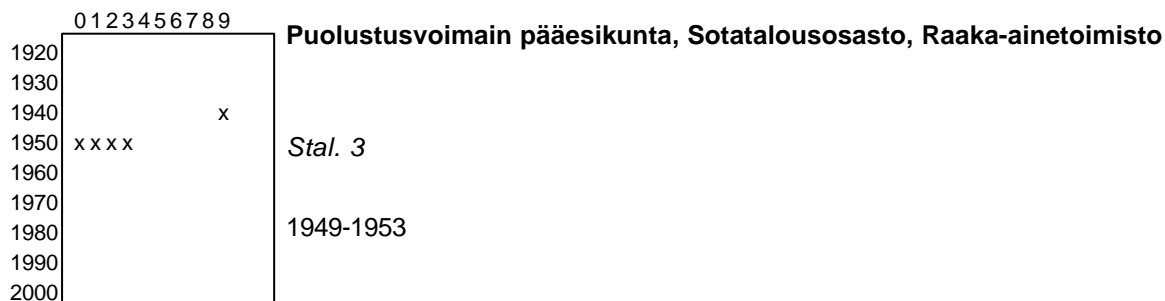 0123456789
Puolustusvoimain pääesikunta, Sotatalousosasto, Raaka-ainetoimisto
1920
1930
1940 x
1950 xxxx
Stal. 3
1960
1970
1980
1949-1953
1990
2000